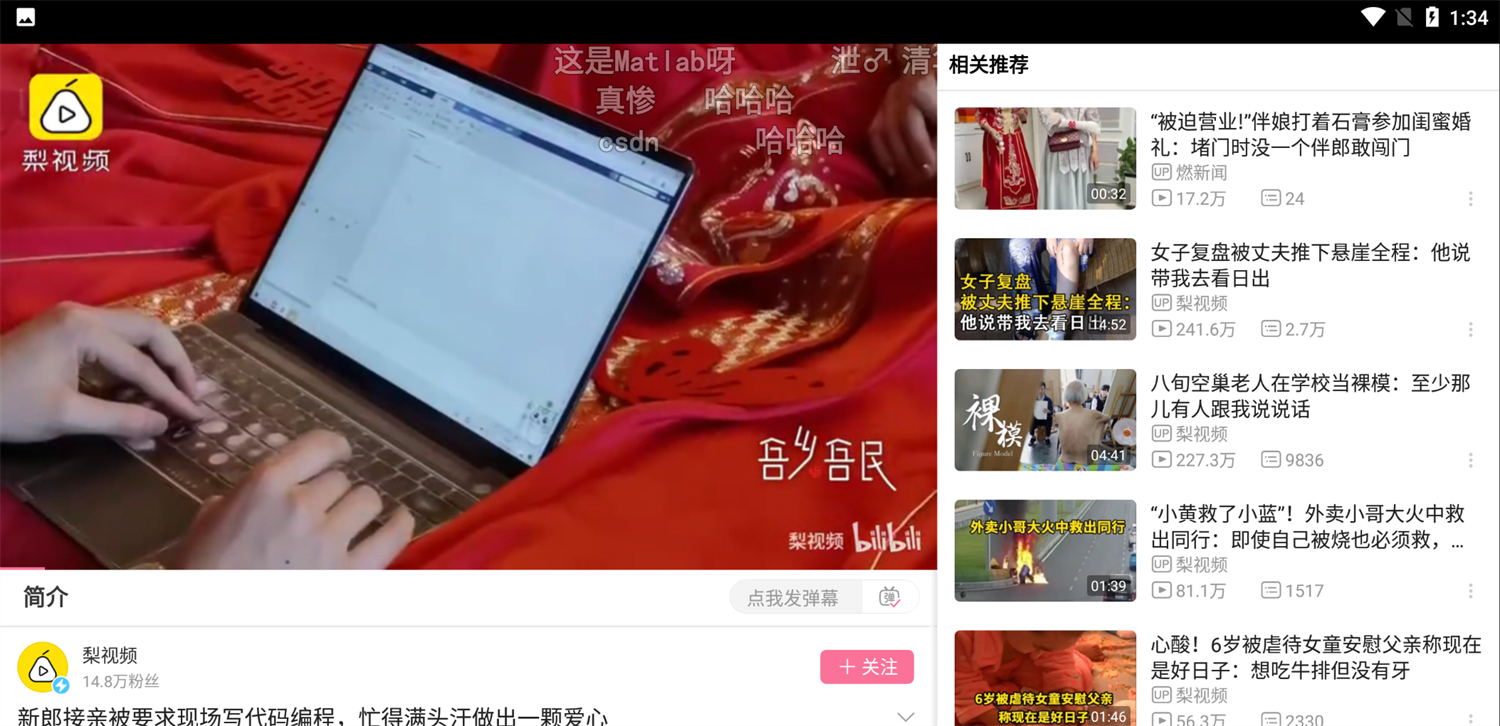 1:34
这是Matlab呀
泄♂
真惨
哈哈哈
csdn
哈哈哈
梨视频
吾乡吾民
梨视频 bilibili
简介
点我发弹幕
弹
梨视频
14.8万粉丝
+ 关注
新郎接亲被要求现场写代码编程，忙得满头汗做出一颗爱心
相关推荐
00:32
“被迫营业!”伴娘打着石膏参加闺蜜婚
礼：堵门时没一个伴郎敢闯门
UP 燃新闻
17.2万 24
女子复盘
被丈夫推下悬崖全程：
他说带我去看日出
14:52
女子复盘被丈夫推下悬崖全程：他说
带我去看日出
UP 梨视频
241.6万 2.7万
裸模
Figure Model
04:41
八旬空巢老人在学校当裸模：至少那
儿有人跟我说说话
UP 梨视频
227.3万 9836
外卖小哥大火中救出同行
01:39
“小黄救了小蓝”！外卖小哥大火中救
出同行：即使自己被烧也必须救，...
UP 梨视频
81.1万 1517
6岁被虐待女童安慰父亲
称现在是好日子
01:46
心酸！6岁被虐待女童安慰父亲称现在
是好日子：想吃牛排但没有牙
UP 梨视频
56.3万 2330